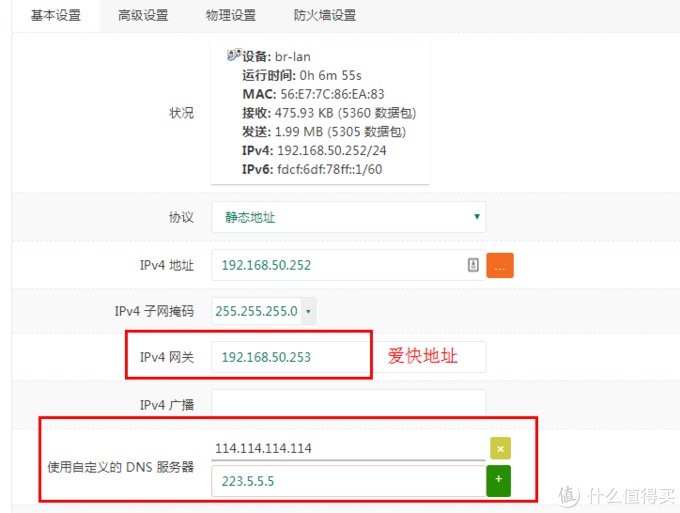 基本设置 高级设置 物理设置 防火墙设置
状况
设备: br-lan
运行时间: 0h 6m 55s
MAC: 56:E7:7C:86:EA:83
接收: 475.93 KB (5360 数据包)
发送: 1.99 MB (5305 数据包)
IPv4: 192.168.50.252/24
IPv6: fdcf:6df:78ff::1/60
协议 静态地址
IPv4 地址 192.168.50.252 ...
IPv4 子网掩码 255.255.255.0
IPv4 网关 192.168.50.253 爱快地址
IPv4 广播
使用自定义的 DNS 服务器
114.114.114.114 ×
223.5.5.5 +
值 什么值得买